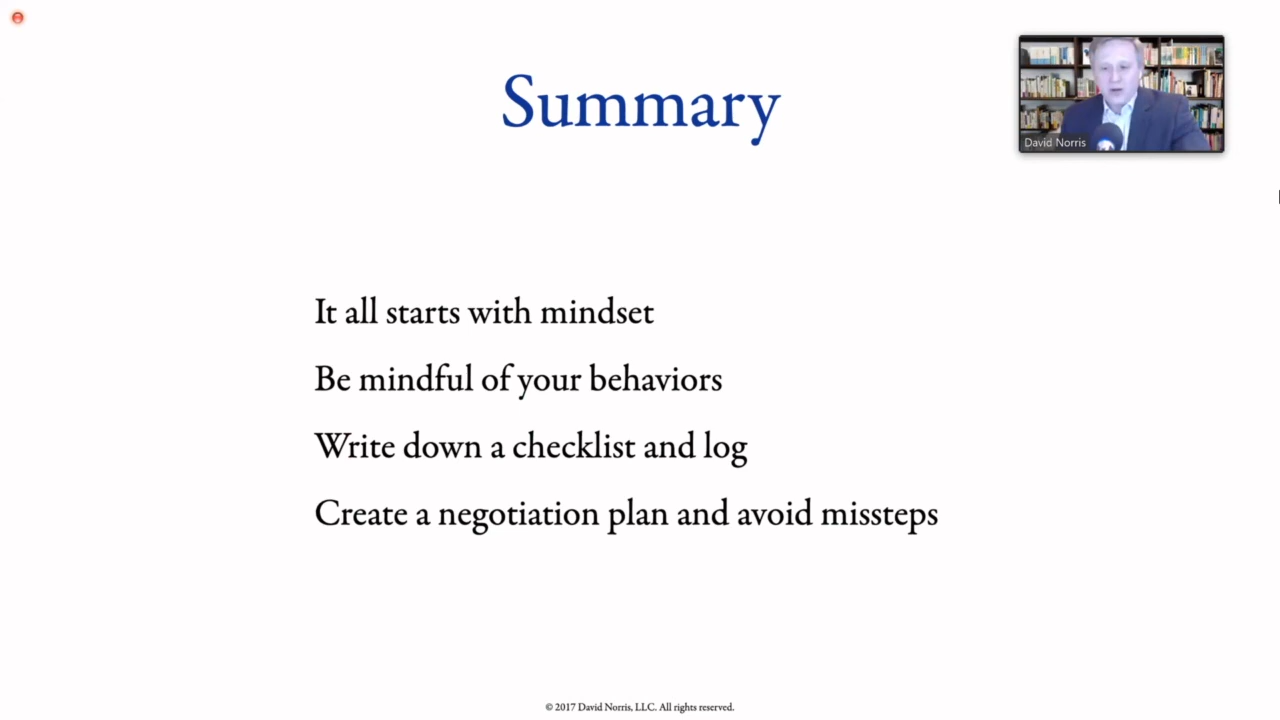 Summary
David Norris
It all starts with mindset
Be mindful of your behaviors
Write down a checklist and log
Create a negotiation plan and avoid missteps
© 2017 David Norris, LLC. All rights reserved.